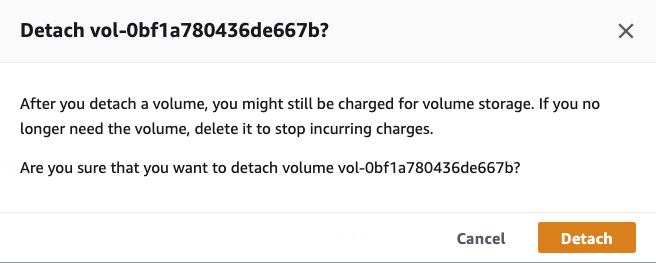 Detach vol-0bf1a780436de667b?
After you detach a volume, you might still be charged for volume storage. If you no
longer need the volume, delete it to stop incurring charges.
Are you sure that you want to detach volume vol-0bf1a780436de667b?
Cancel
Detach